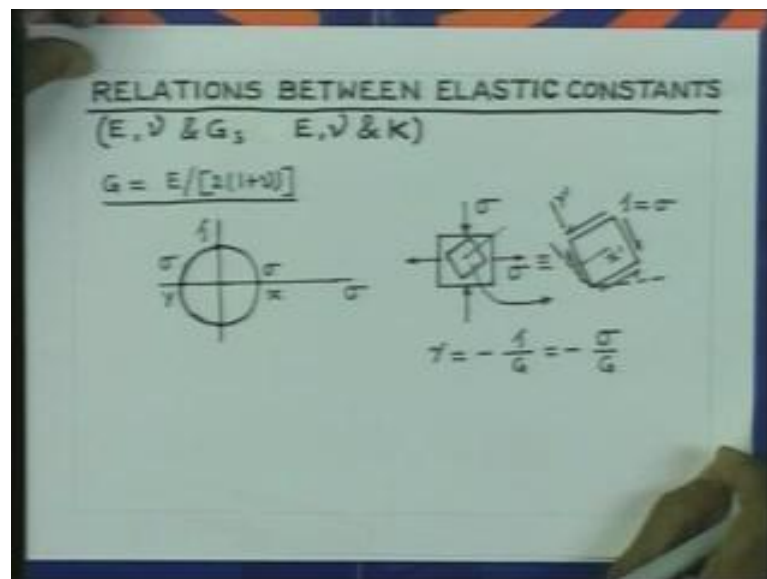 RELATIONS BETWEEN ELASTIC CONSTANTS
(E, ν & G, E, ν & K)
G = E/[2(1+ν)]
τ
σ σ
Y x σ
σ
σ ≡
τ=σ
γ = - τ/G = - σ/G